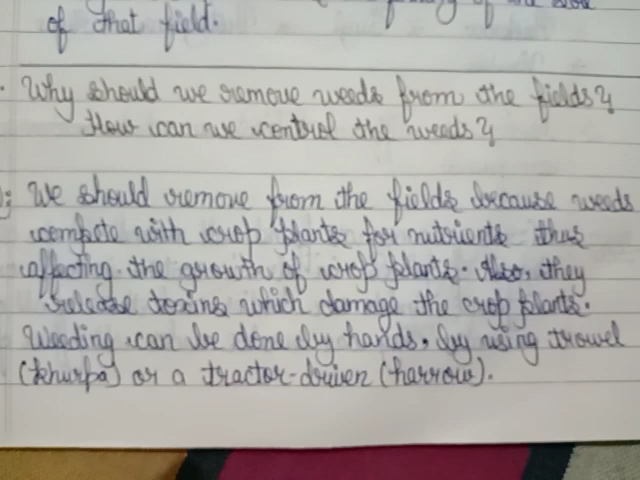 of the
of that field.
Why should we remove weeds from the fields?
How can we control the weeds?
We should remove from the fields because weeds
compete with crop plants for nutrients thus
affecting the growth of crop plants. Also, they
release toxins which damage the crop plants.
Weeding can be done by hands, by using trowel
(khurpa) or a tractor-driven (harrow).